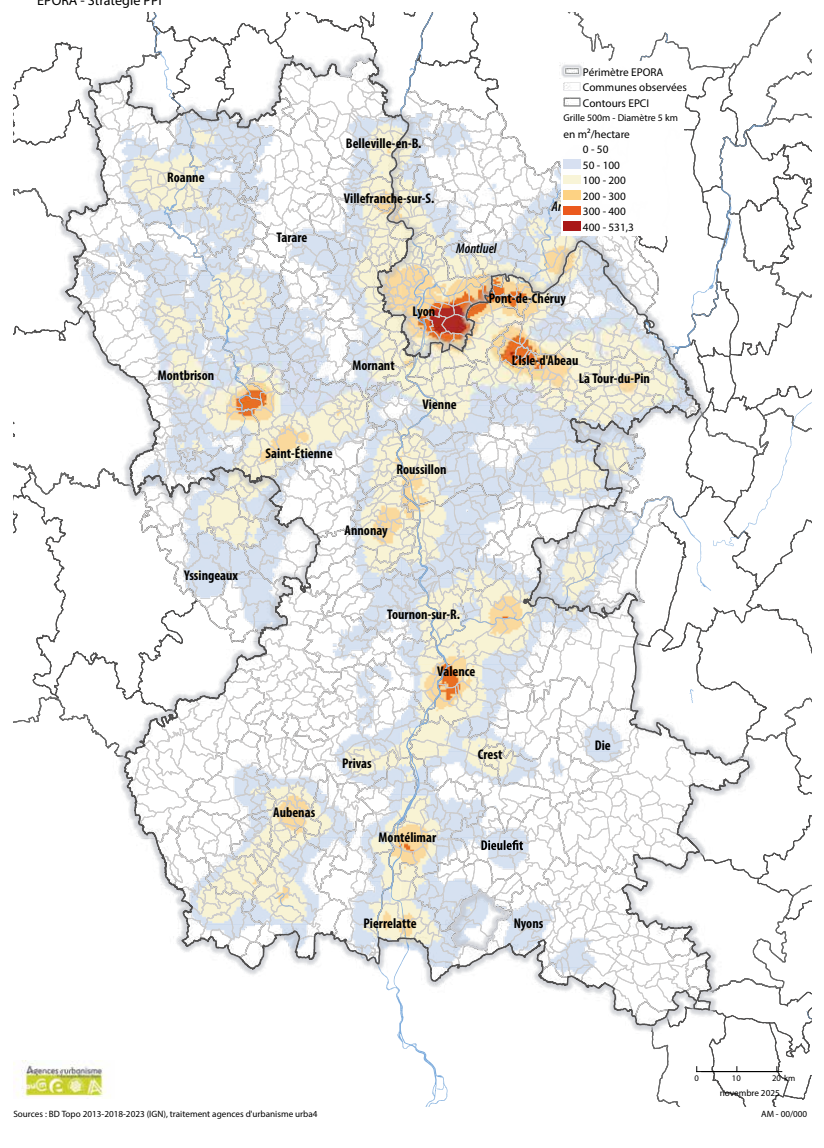 EPORA - Stratégie PPI
Périmètre EPORA
Communes observées
Contours EPCI
Grille 500m - Diamètre 5 km
en m²/hectare
0 - 50
50 - 100
100 - 200
200 - 300
300 - 400
400 - 531,3
Belleville-en-B.
Roanne
Villefranche-sur-S.
Tarare
Montluel
Pont-de-Chéruy
Lyon
L'Isle-d'Abeau
Mornant
La Tour-du-Pin
Montbrison
Vienne
Saint-Étienne
Roussillon
Annonay
Yssingeaux
Tournon-sur-R.
Valence
Die
Crest
Privas
Aubenas
Montélimar
Dieulefit
Pierrelatte
Nyons
Agences d'urbanisme
0 10 20 km
novembre 2025
Sources : BD Topo 2013-2018-2023 (IGN), traitement agences d'urbanisme urba4
AM - 00/000